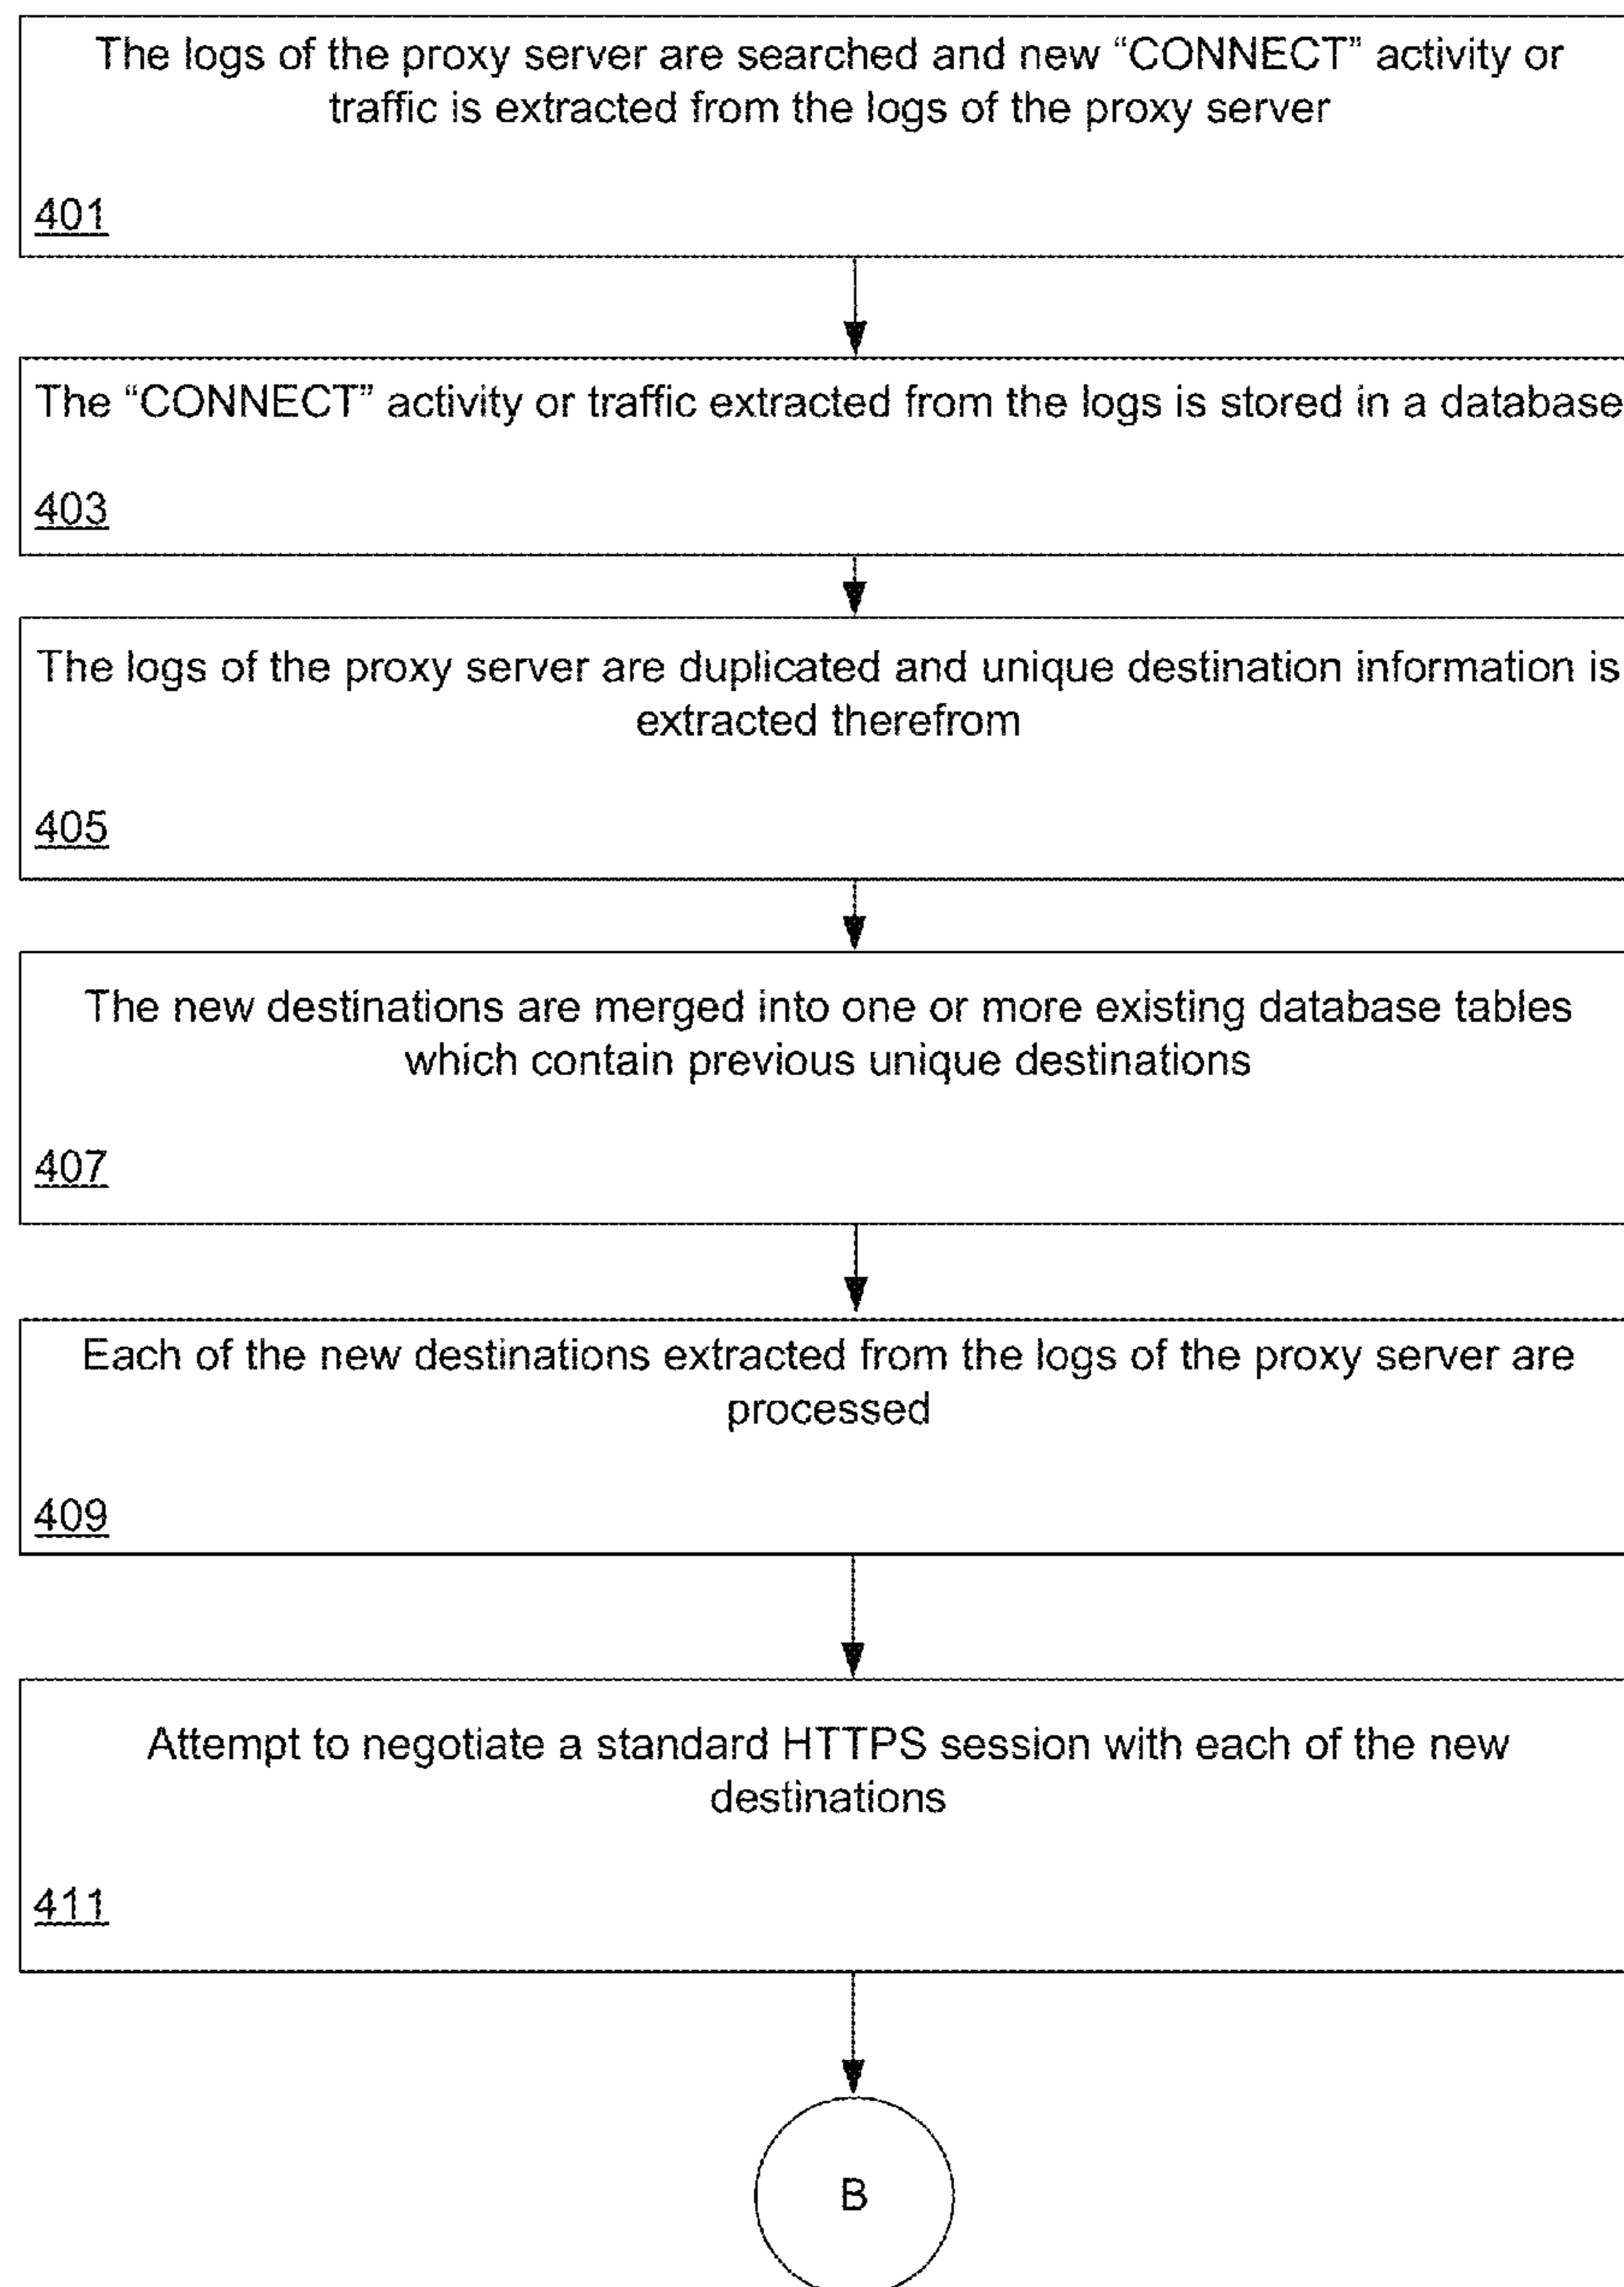 The logs of the proxy server are searched and new “CONNECT” activity or
traffic is extracted from the logs of the proxy server
401
The “CONNECT” activity or traffic extracted from the logs is stored in a database
403
The logs of the proxy server are duplicated and unique destination information is
extracted therefrom
405
The new destinations are merged into one or more existing database tables
which contain previous unique destinations
407
Each of the new destinations extracted from the logs of the proxy server are
processed
409
Attempt to negotiate a standard HTTPS session with each of the new
destinations
411
B